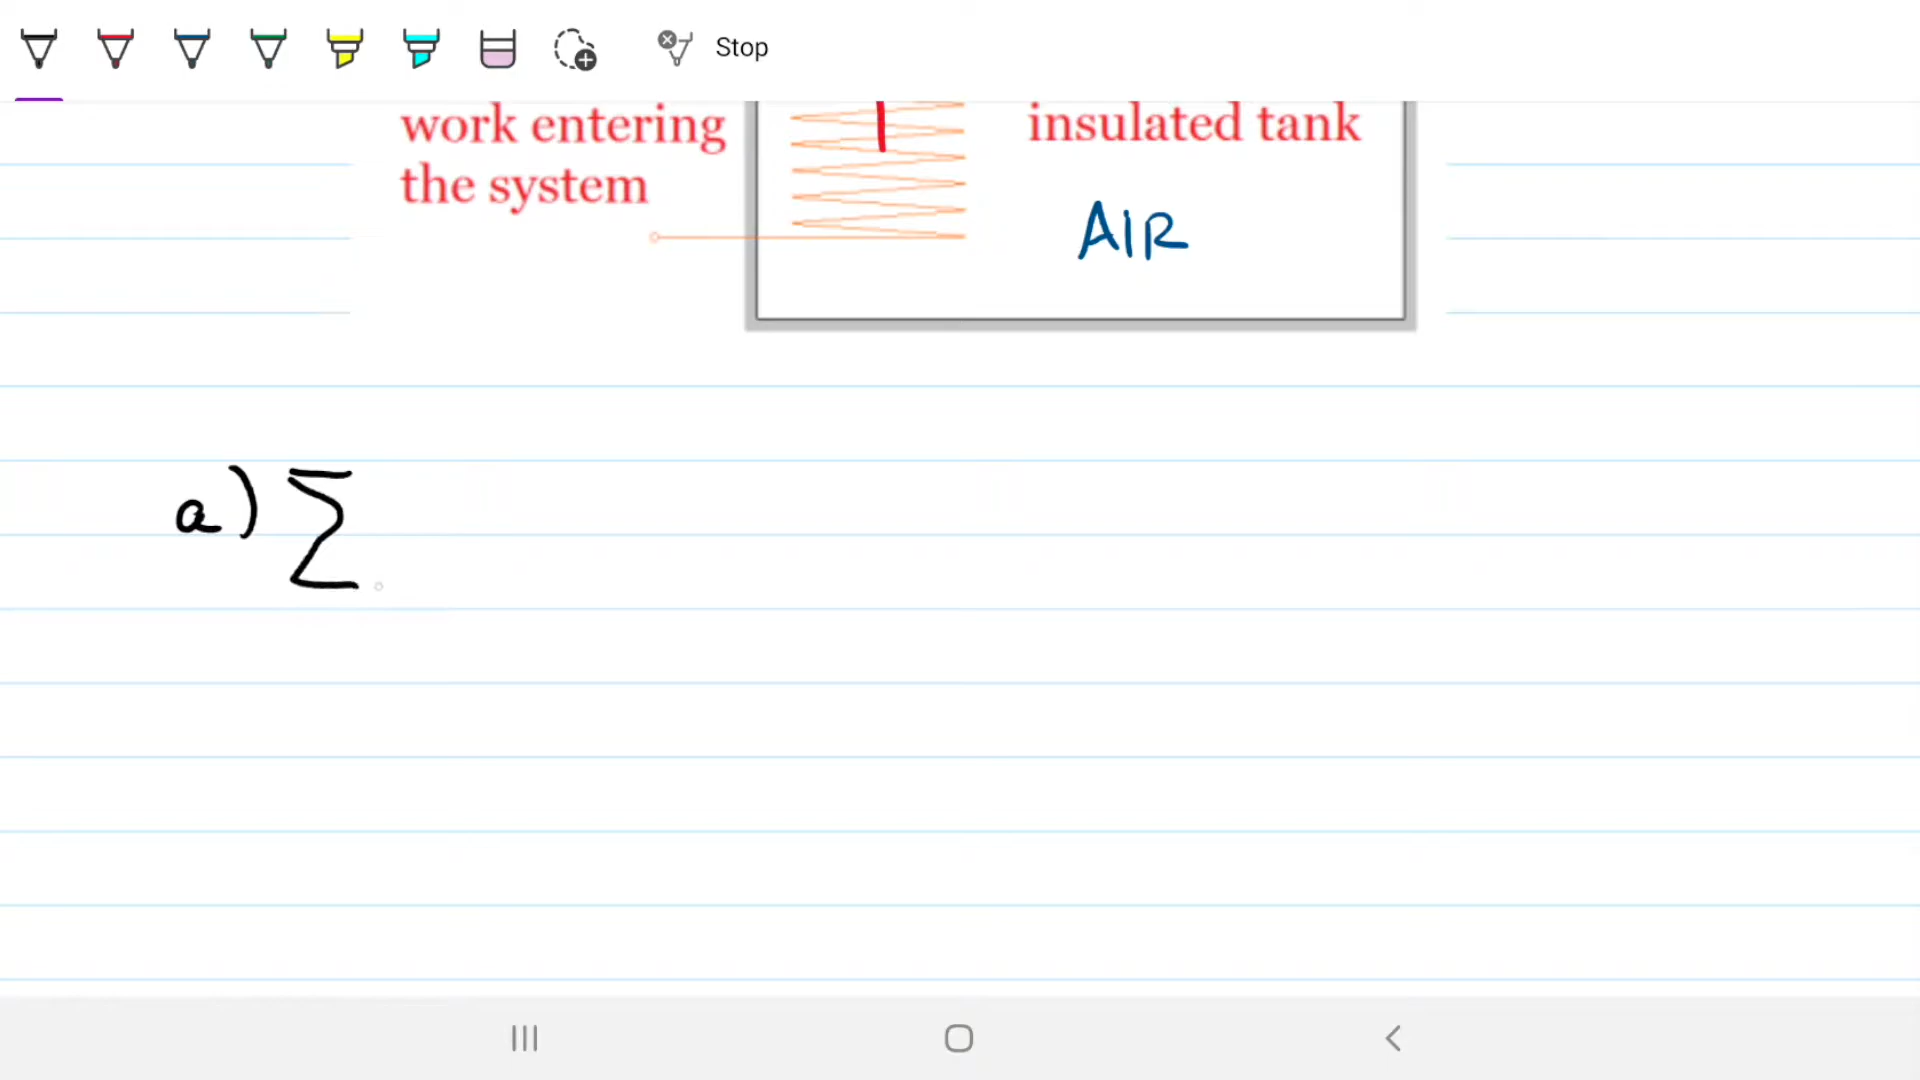 Stop
work entering
the system
insulated tank
AIR
a) Σ